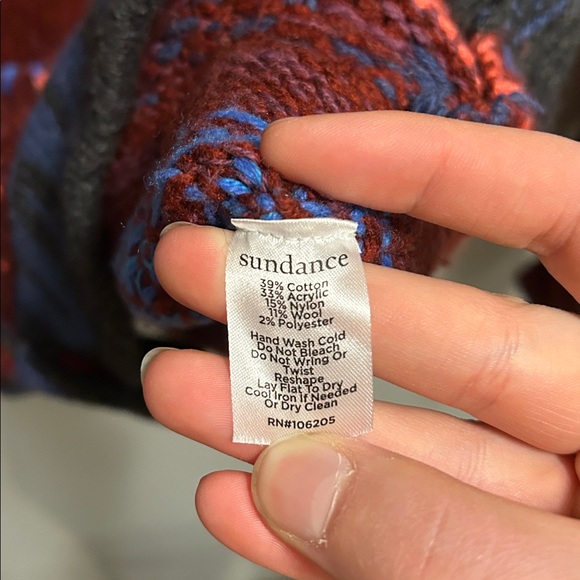 sundance
39% Cotton
33% Acrylic
15% Nylon
11% Wool
2% Polyester
Hand Wash Cold
Do Not Bleach
Do Not Wring Or
Twist
Reshape
Lay Flat To Dry
Cool Iron If Needed
Or Dry Clean
RN#106205